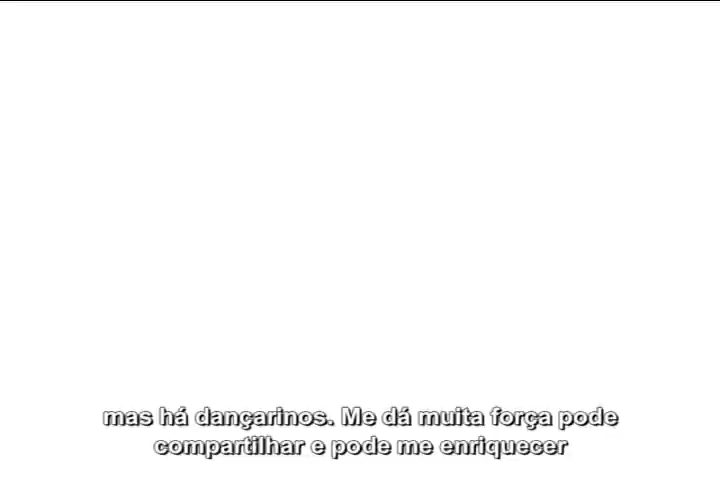 mas há dançarinos. Me dá muita força pode
compartilhar e pode me enriquecer